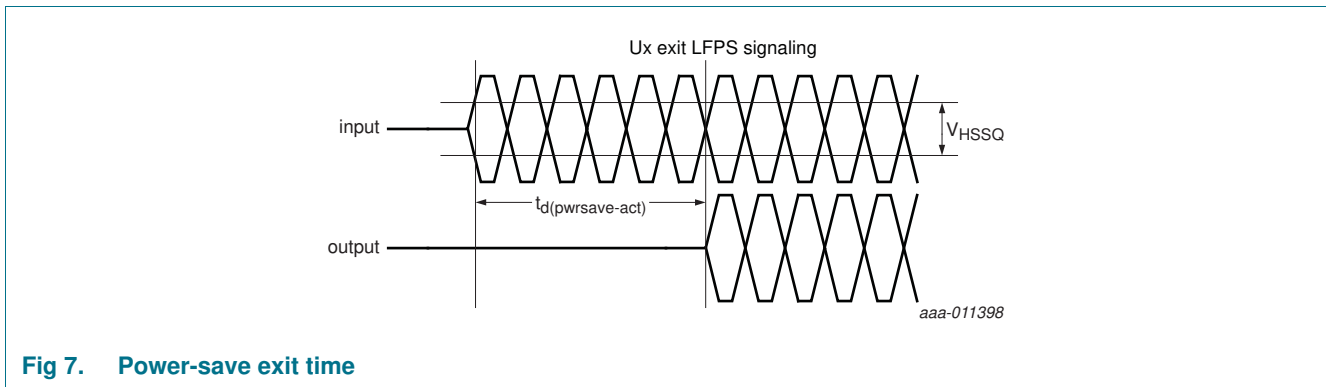 Ux exit LFPS signaling
input
VHSSQ
td(pwrsave-act)
output
aaa-011398
Fig 7. Power-save exit time